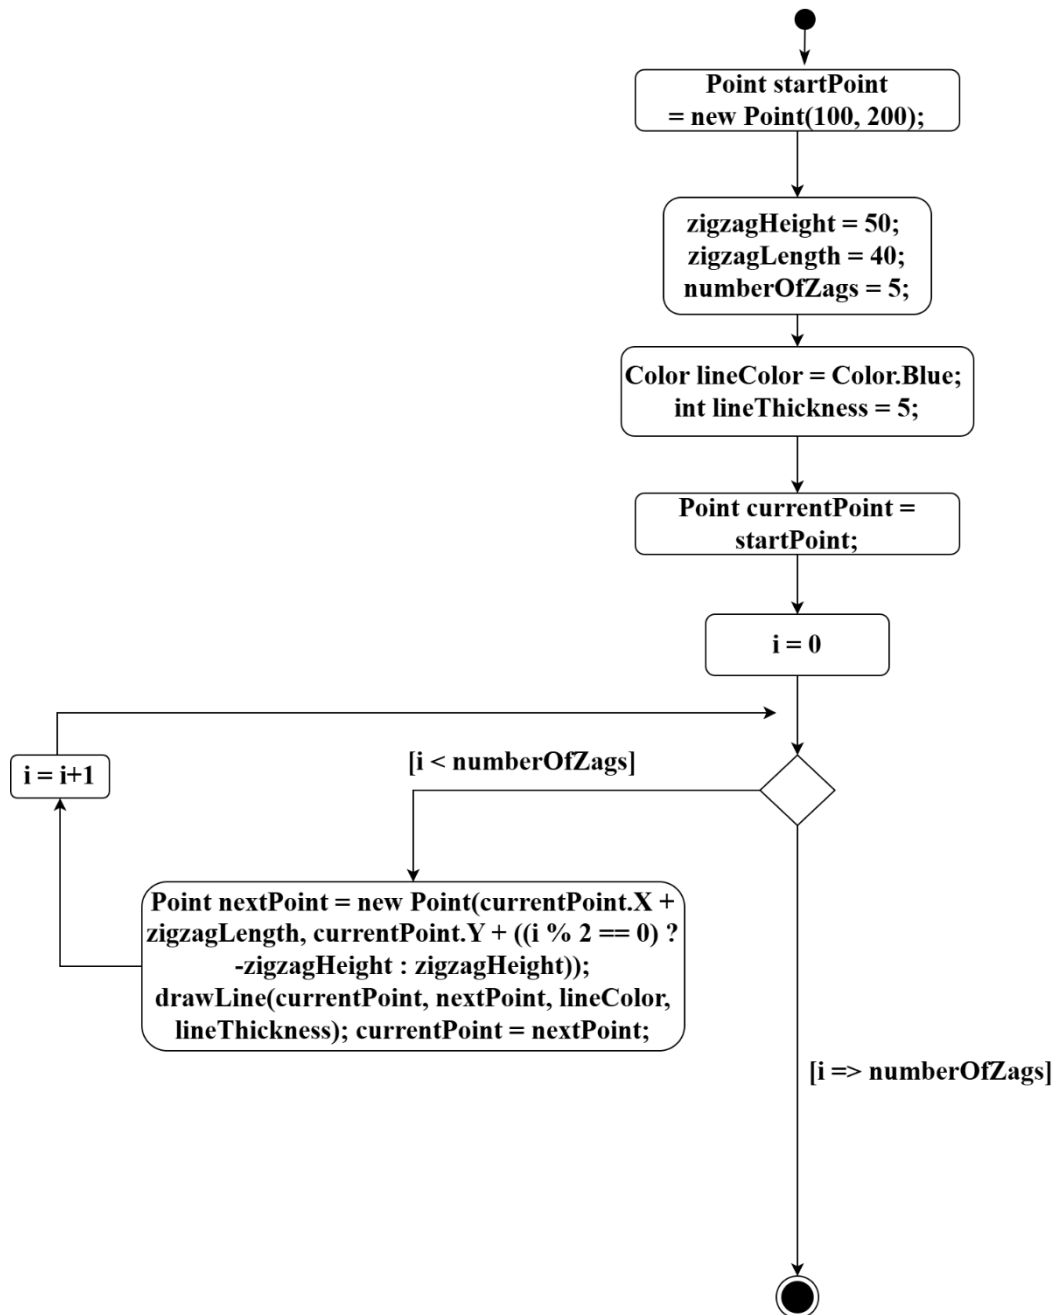 Point startPoint
= new Point(100, 200);
zigzagHeight = 50;
zigzagLength = 40;
numberOfZags = 5;
Color lineColor = Color.Blue;
int lineThickness = 5;
Point currentPoint =
startPoint;
i = 0
[i < numberOfZags]
i = i+1
Point nextPoint = new Point(currentPoint.X +
zigzagLength, currentPoint.Y + ((i % 2 == 0) ?
-zigzagHeight : zigzagHeight));
drawLine(currentPoint, nextPoint, lineColor,
lineThickness); currentPoint = nextPoint;
[i => numberOfZags]